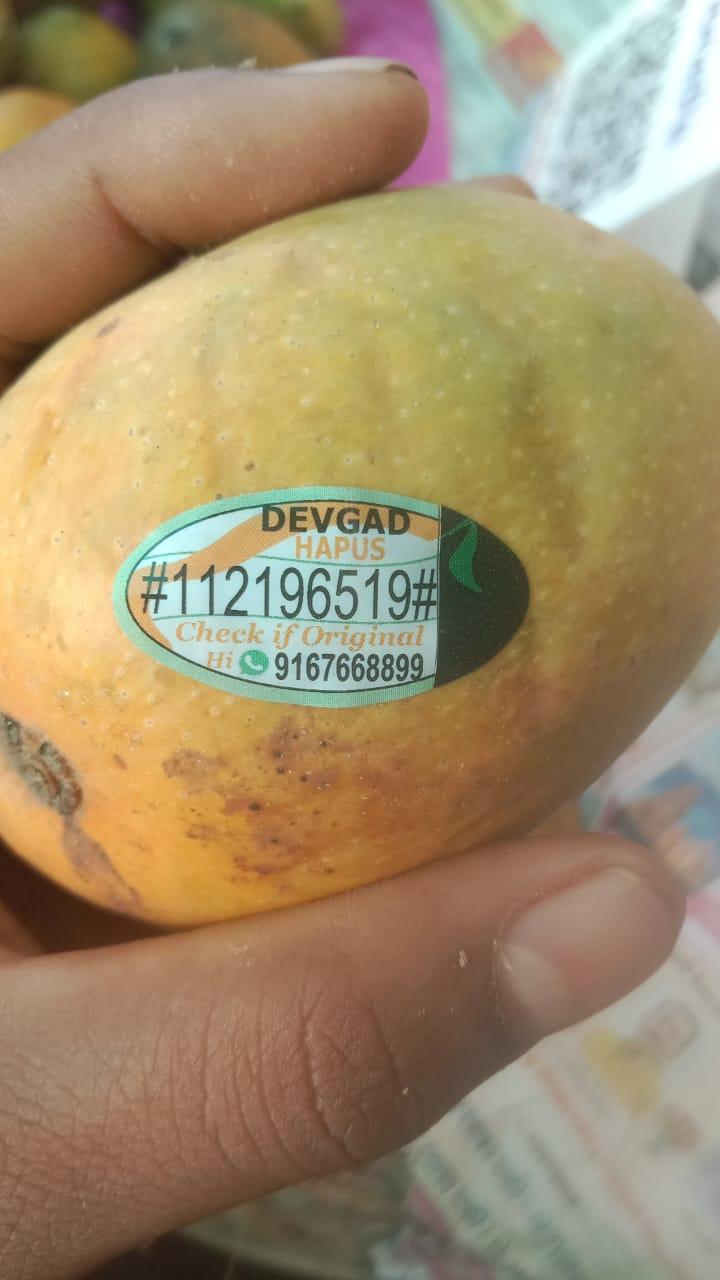 DEVGAD
HAPUS
#112196519#
Check if Original
Hi 9167668899